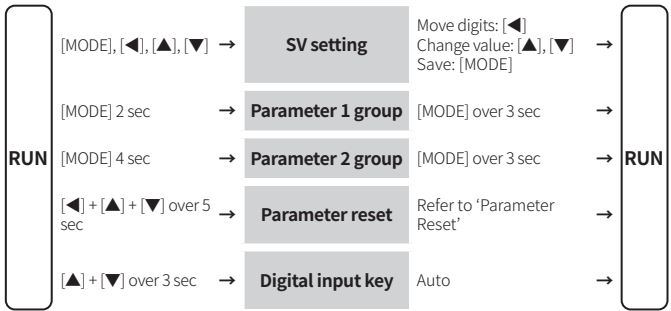 RUN
[MODE], [◀], [▲], [▼] →
SV setting
Move digits: [◀]
Change value: [▲], [▼] →
Save: [MODE]
[MODE] 2 sec →
Parameter 1 group
[MODE] over 3 sec →
[MODE] 4 sec →
Parameter 2 group
[MODE] over 3 sec →
[◀] + [▲] + [▼] over 5
sec →
Parameter reset
Refer to ‘Parameter
Reset’ →
[▲] + [▼] over 3 sec →
Digital input key
Auto →
RUN